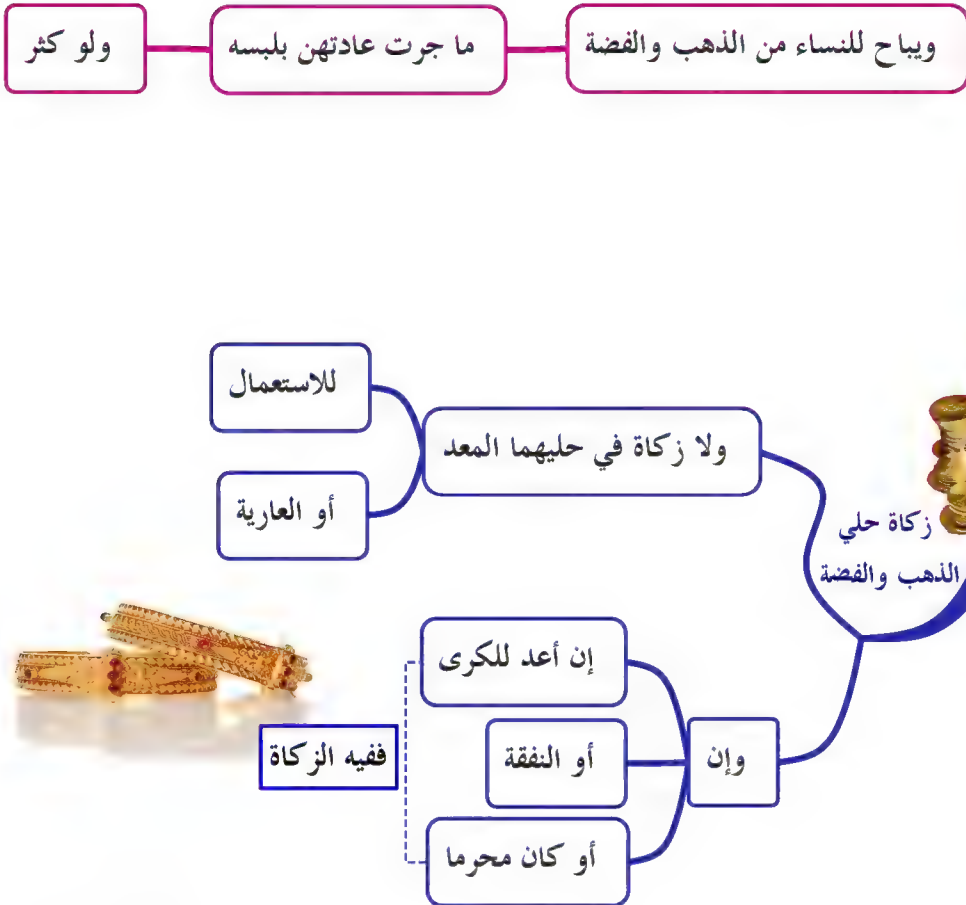 ويباح للنساء من الذهب والفضة
ما جرت عادتهن بلبسه
ولو كثر
زكاة حلي
الذهب والفضة
ولا زكاة في حليهما المعد
للاستعمال
أو العارية
وإن
إن أعد للكرى
أو النفقة
أو كان محرما
ففيه الزكاة